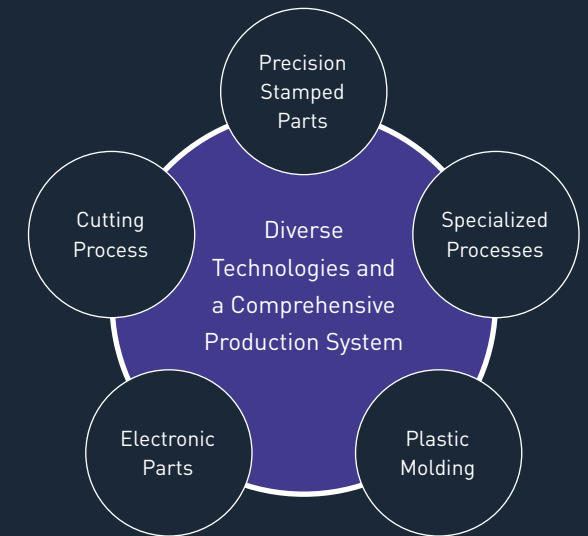 Precision
Stamped
Parts
Cutting
Process
Diverse
Technologies and
a Comprehensive
Production System
Specialized
Processes
Electronic
Parts
Plastic
Molding